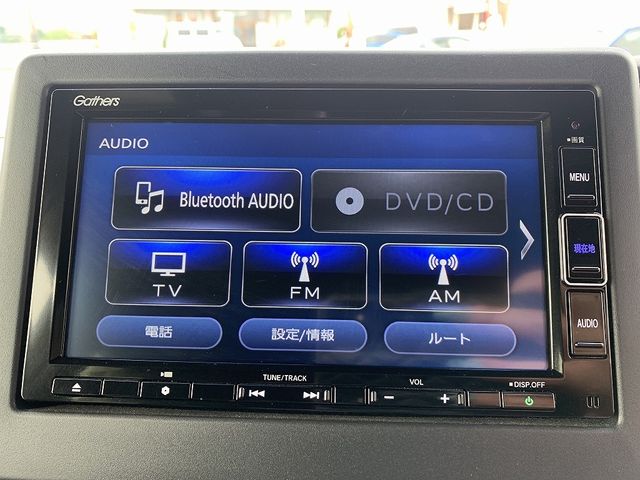 Gathers
AUDIO
Bluetooth AUDIO
DVD/CD
TV
FM
AM
電話
設定/情報
ルート
画質
MENU
現在地
AUDIO
TUNE/TRACK
VOL
DISP.OFF